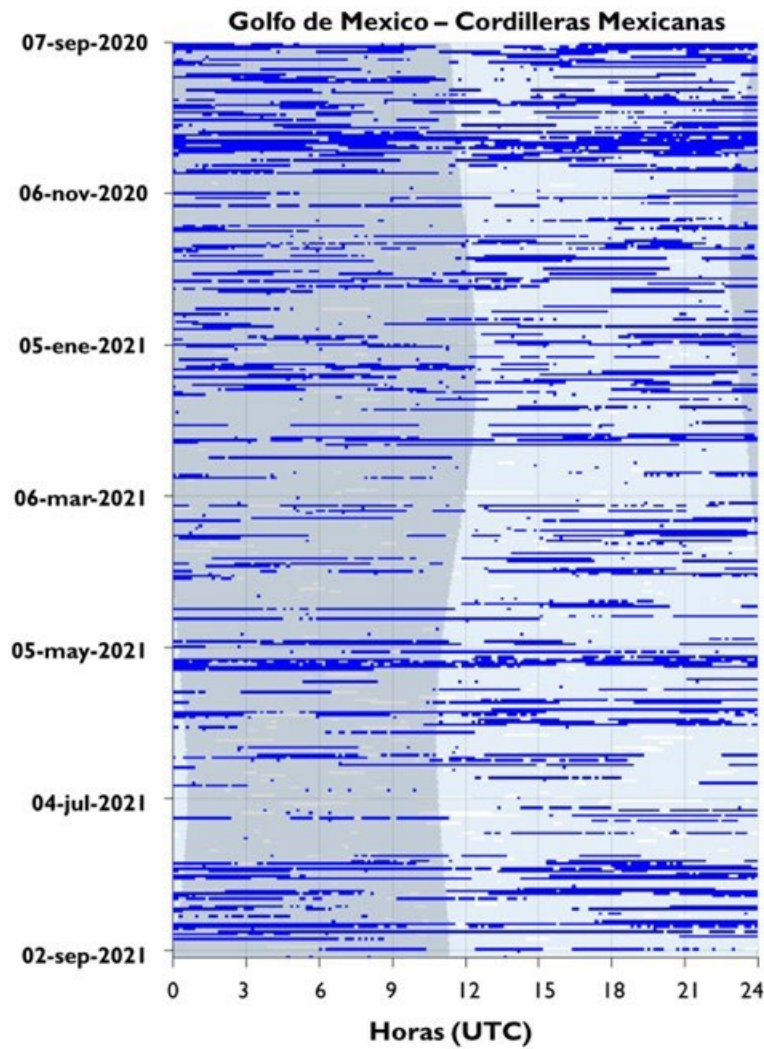 Golfo de Mexico – Cordilleras Mexicanas
07-sep-2020
06-nov-2020
05-ene-2021
06-mar-2021
05-may-2021
04-jul-2021
02-sep-2021
0 3 6 9 12 15 18 21 24
Horas (UTC)